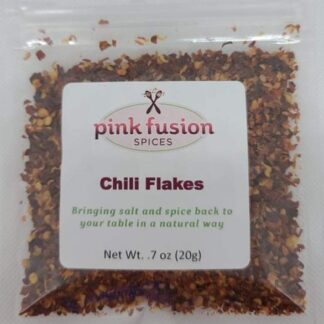 pink fusion
SPICES
Chili Flakes
Bringing salt and spice back to
your table in a natural way
Net Wt. .7 oz (20g)